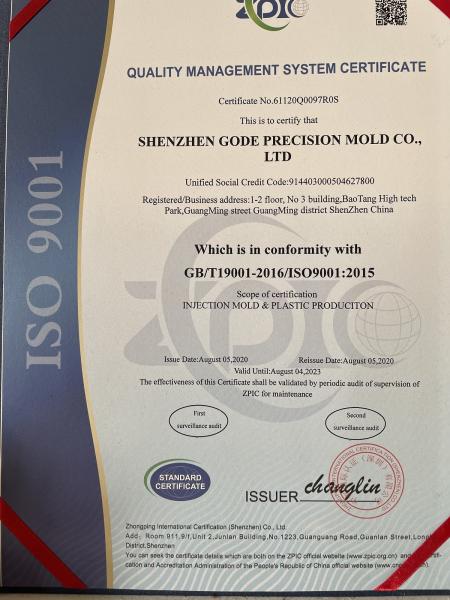 ZPIC
QUALITY MANAGEMENT SYSTEM CERTIFICATE
Certificate No.61120Q0097R0S
This is to certify that
SHENZHEN GODE PRECISION MOLD CO.,
LTD
Unified Social Credit Code:914403000504627800
Registered/Business address:1-2 floor, No 3 building,BaoTang High tech
Park,GuangMing street GuangMing district ShenZhen China
Which is in conformity with
GB/T19001-2016/ISO9001:2015
Scope of certification
INJECTION MOLD & PLASTIC PRODUCITON
Issue Date:August 05,2020
Reissue Date:August 05,2020
Valid Until:August 04,2023
The effectiveness of this Certificate shall be validated by periodic audit of supervision of
ZPIC for maintenance
First
surveillance audit
Second
surveillance audit
STANDARD
CERTIFICATE
ISSUER changlin
Zhongping International Certification (Shenzhen) Co., Ltd.
Add: Room 911,9/f,Unit 2,Junlan Building,No.1223,Guanguang Road,Guanlan Street,Long
District,Shenzhen
You can seek the certificate details which are both on the ZPIC official website (www.zpic.org.cn) and
cation and Accreditation Administration of the People's Republic of China official website (www.cn
ISO 9001
ZPIC